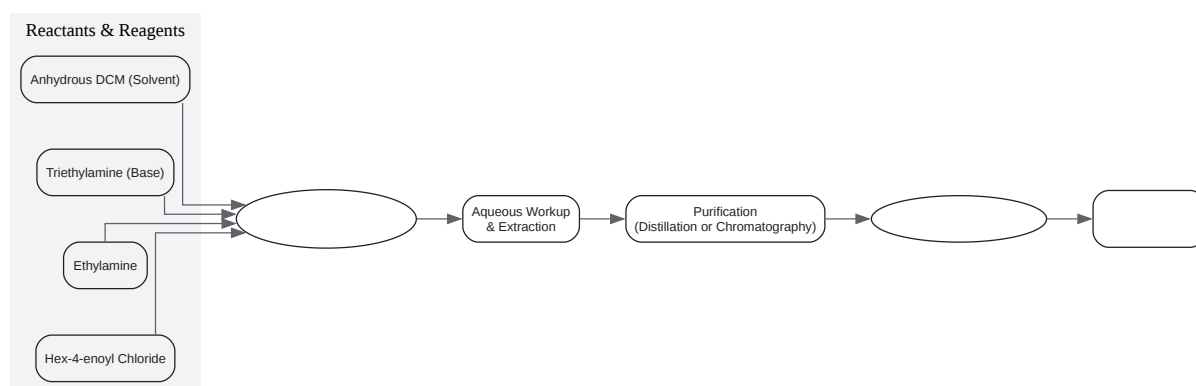 Reactants & Reagents
Anhydrous DCM (Solvent)
Triethylamine (Base)
Ethylamine
Hex-4-enoyl Chloride
Aqueous Workup
& Extraction
Purification
(Distillation or Chromatography)